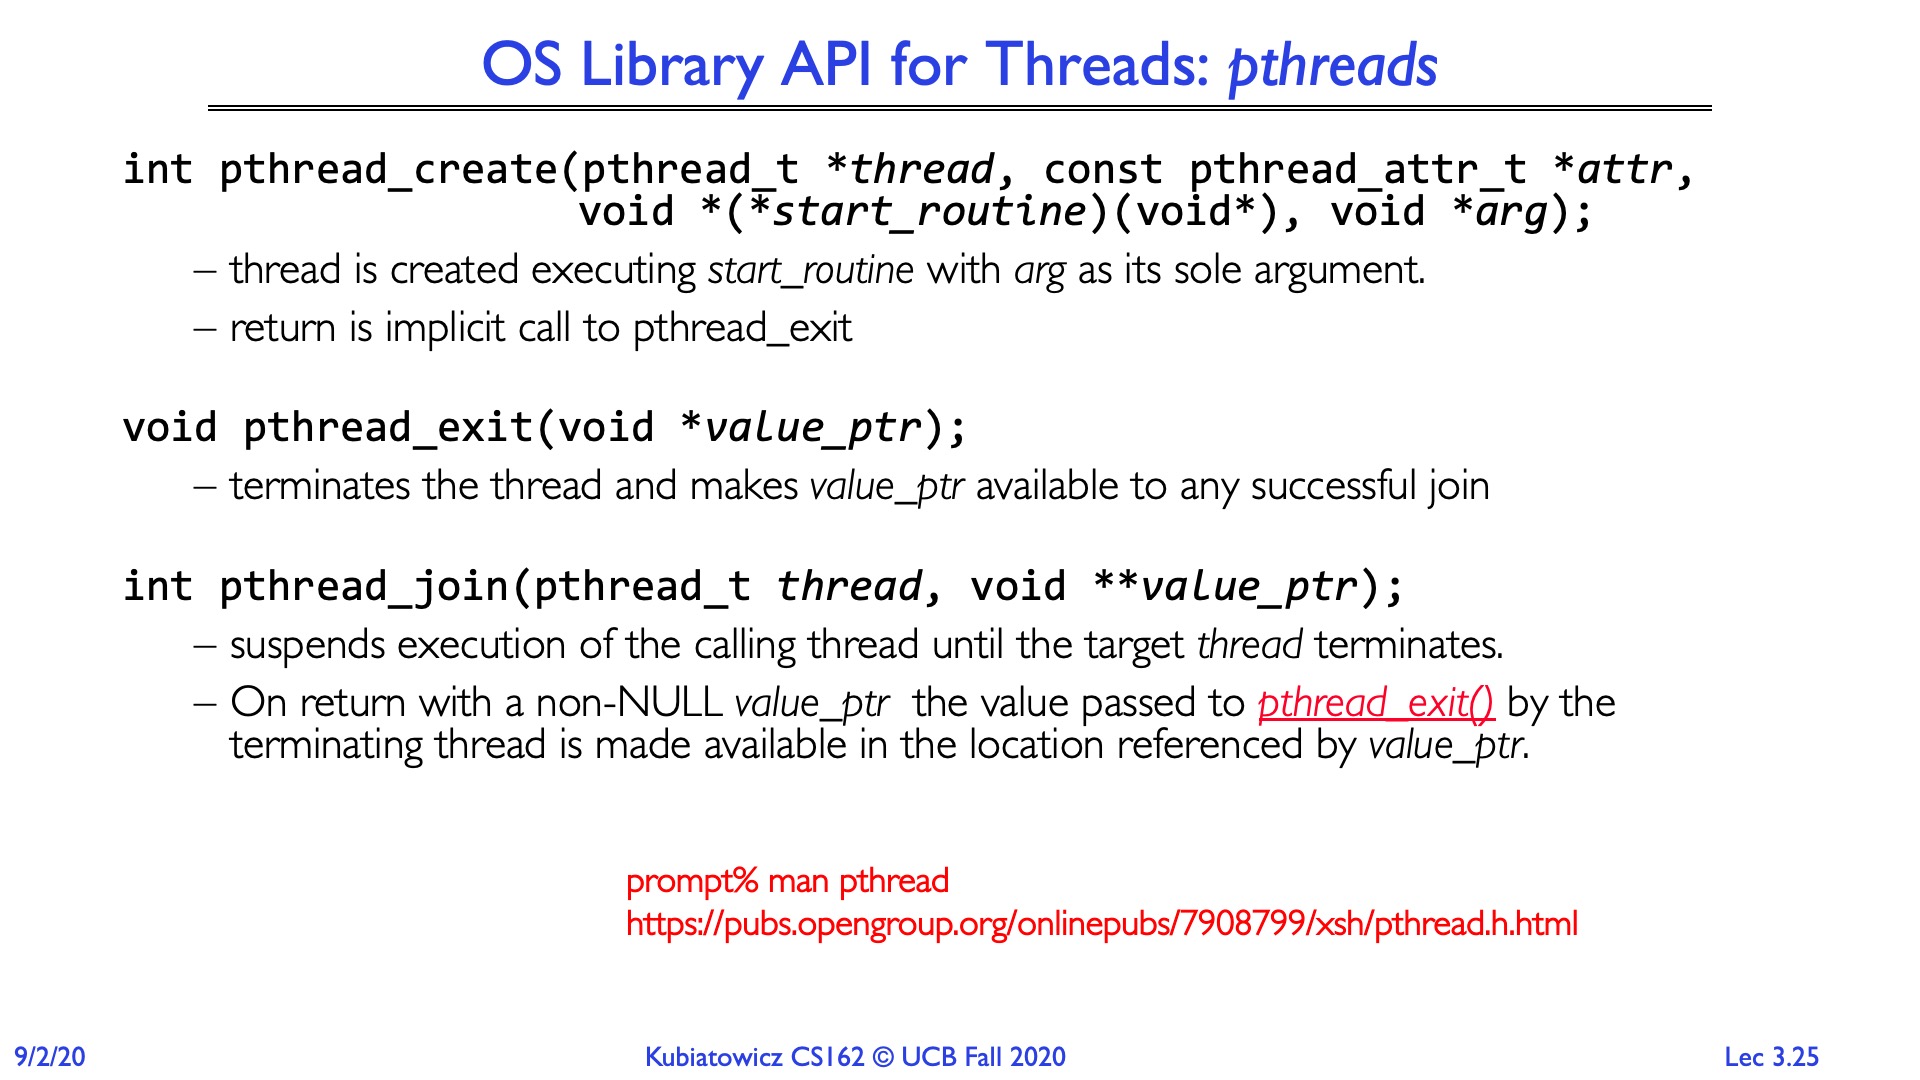 OS Library API for Threads: pthreads
int pthread_create(pthread_t *thread, const pthread_attr_t *attr,
void *(*start_routine)(void*), void *arg);
– thread is created executing start_routine with arg as its sole argument.
– return is implicit call to pthread_exit
void pthread_exit(void *value_ptr);
– terminates the thread and makes value_ptr available to any successful join
int pthread_join(pthread_t thread, void **value_ptr);
– suspends execution of the calling thread until the target thread terminates.
– On return with a non-NULL value_ptr the value passed to pthread_exit() by the
terminating thread is made available in the location referenced by value_ptr.
prompt% man pthread
https://pubs.opengroup.org/onlinepubs/7908799/xsh/pthread.h.html
9/2/20
Kubiatowicz CS162 © UCB Fall 2020
Lec 3.25